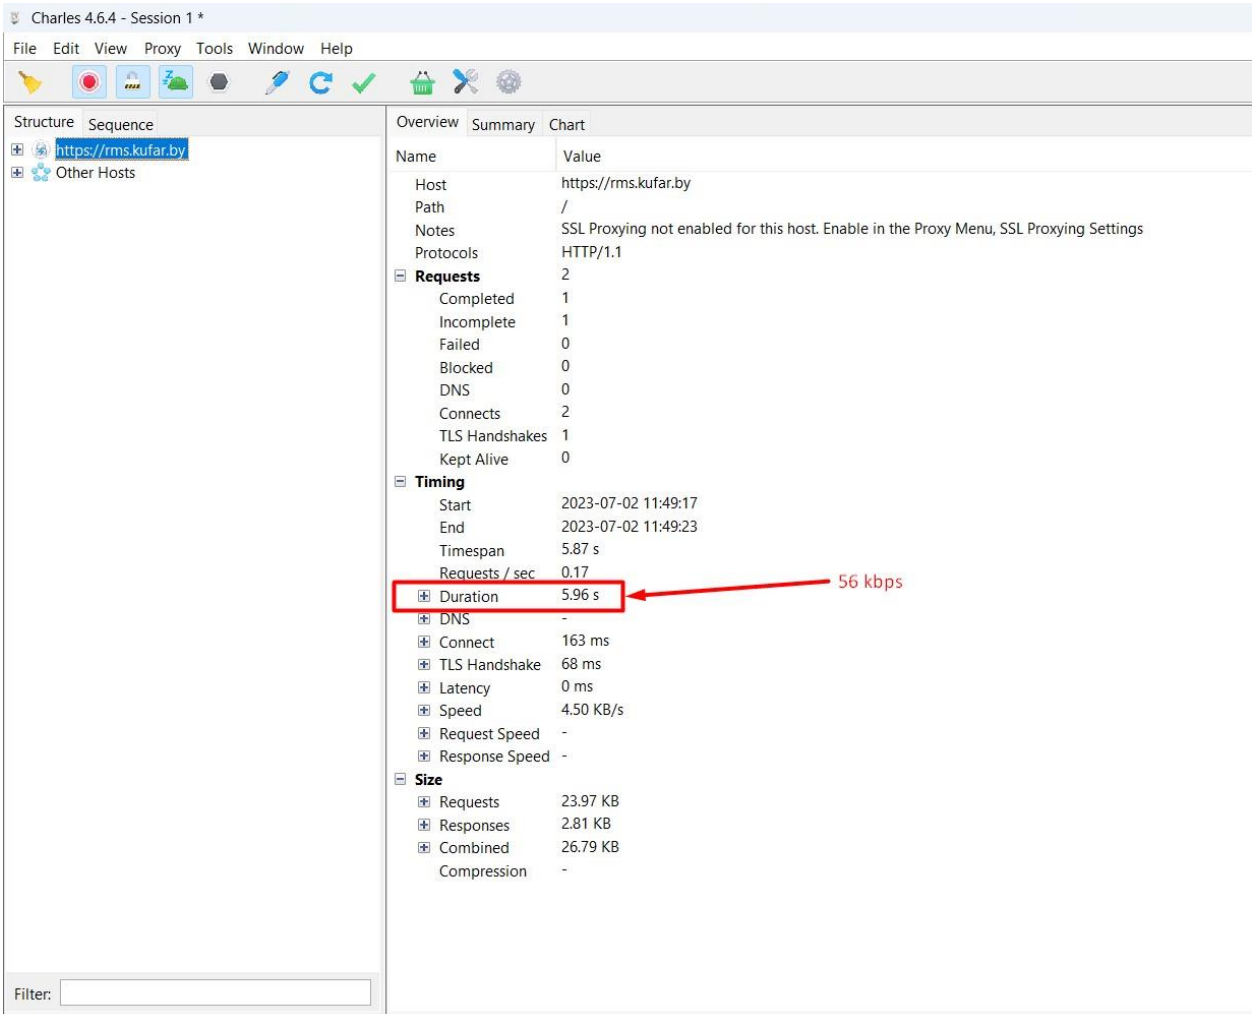 Charles 4.6.4 - Session 1 *
File Edit View Proxy Tools Window Help
Structure Sequence
https://rms.kufar.by
Other Hosts
Filter:
Overview Summary Chart
Name Value
Host https://rms.kufar.by
Path /
Notes SSL Proxying not enabled for this host. Enable in the Proxy Menu, SSL Proxying Settings
Protocols HTTP/1.1
Requests 2
Completed 1
Incomplete 1
Failed 0
Blocked 0
DNS 0
Connects 2
TLS Handshakes 1
Kept Alive 0
Timing
Start 2023-07-02 11:49:17
End 2023-07-02 11:49:23
Timespan 5.87 s
Requests / sec 0.17
Duration 5.96 s
56 kbps
DNS -
Connect 163 ms
TLS Handshake 68 ms
Latency 0 ms
Speed 4.50 KB/s
Request Speed -
Response Speed -
Size
Requests 23.97 KB
Responses 2.81 KB
Combined 26.79 KB
Compression -